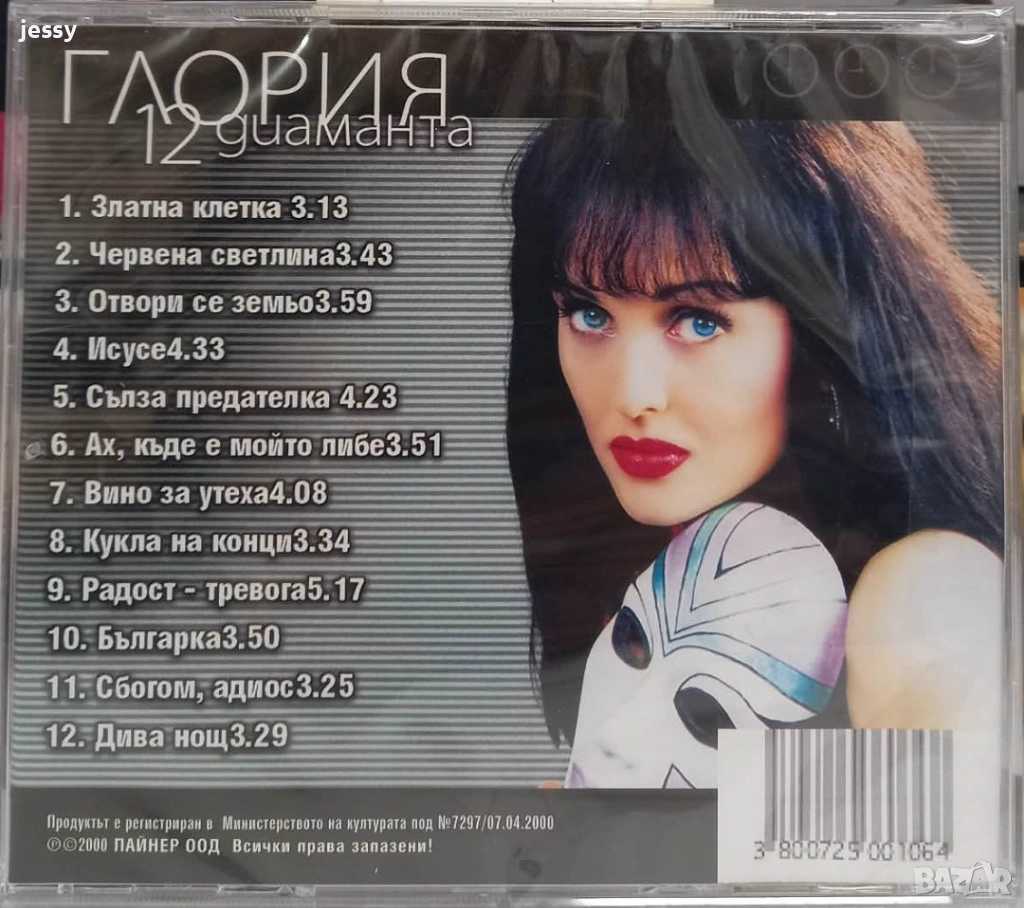 jessy
ГЛОРИЯ
12 диаманта
1. Златна клетка 3.13
2. Червена светлина3.43
3. Отвори се земьо3.59
4. Исусе4.33
5. Сълза предателка 4.23
6. Ах, къде е мойто либе3.51
7. Вино за утеха4.08
8. Кукла на конци3.34
9. Радост - тревога5.17
10. Българка3.50
11. Сбогом, адиос3.25
12. Дива нощ3.29
Продуктът е регистриран в Министерството на културата под №7297/07.04.2000
℗©2000 ПАЙНЕР ООД Всички права запазени!
3 800725 001064
BAZAR